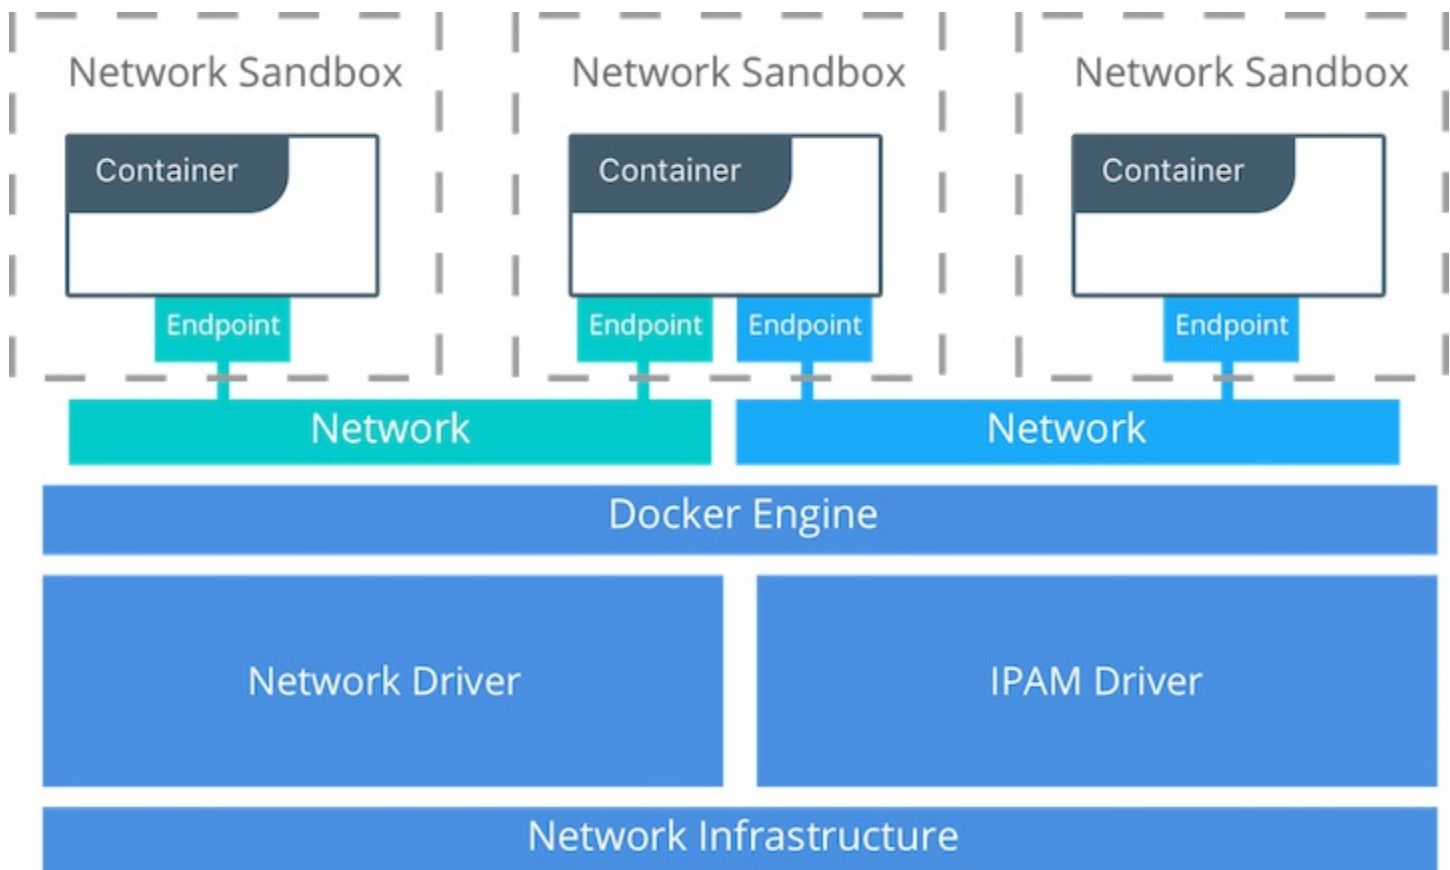 Network Sandbox
Network Sandbox
Network Sandbox
Container
Container
Container
Endpoint
Endpoint
Endpoint
Endpoint
Network
Network
Docker Engine
Network Driver
IPAM Driver
Network Infrastructure